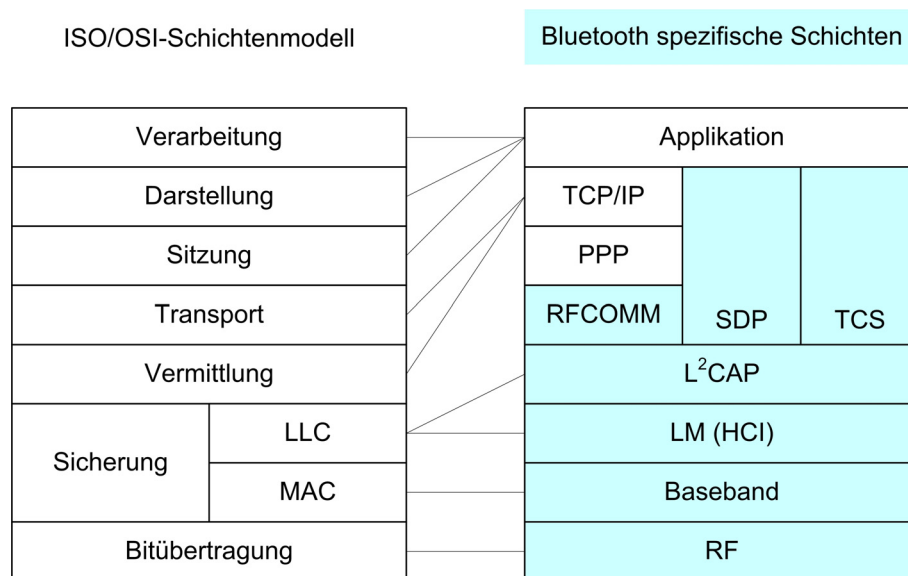 ISO/OSI-Schichtenmodell
Bluetooth spezifische Schichten
Verarbeitung
Darstellung
Sitzung
Transport
Vermittlung
Sicherung
LLC
MAC
Bitübertragung
Applikation
TCP/IP
PPP
RFCOMM
SDP
TCS
L²CAP
LM (HCI)
Baseband
RF